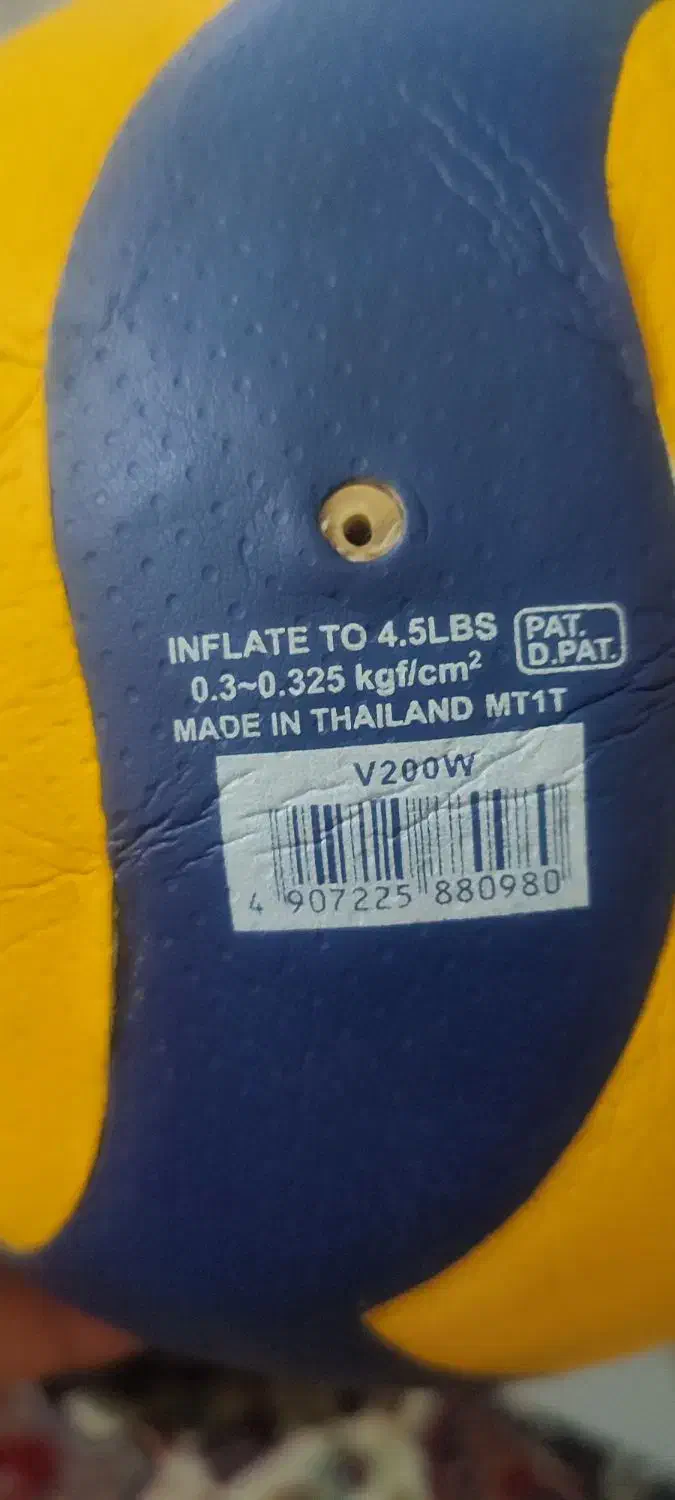 INFLATE TO 4.5LBS
0.3~0.325 kgf/cm²
MADE IN THAILAND MT1T
PAT.
D.PAT.
V200W
4 907225 880980